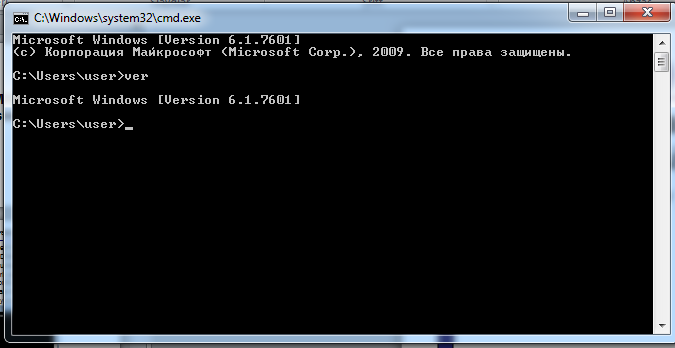 C:\Windows\system32\cmd.exe
Microsoft Windows [Version 6.1.7601]
(c) Корпорация Майкрософт (Microsoft Corp.), 2009. Все права защищены.
C:\Users\user>ver
Microsoft Windows [Version 6.1.7601]
C:\Users\user>_